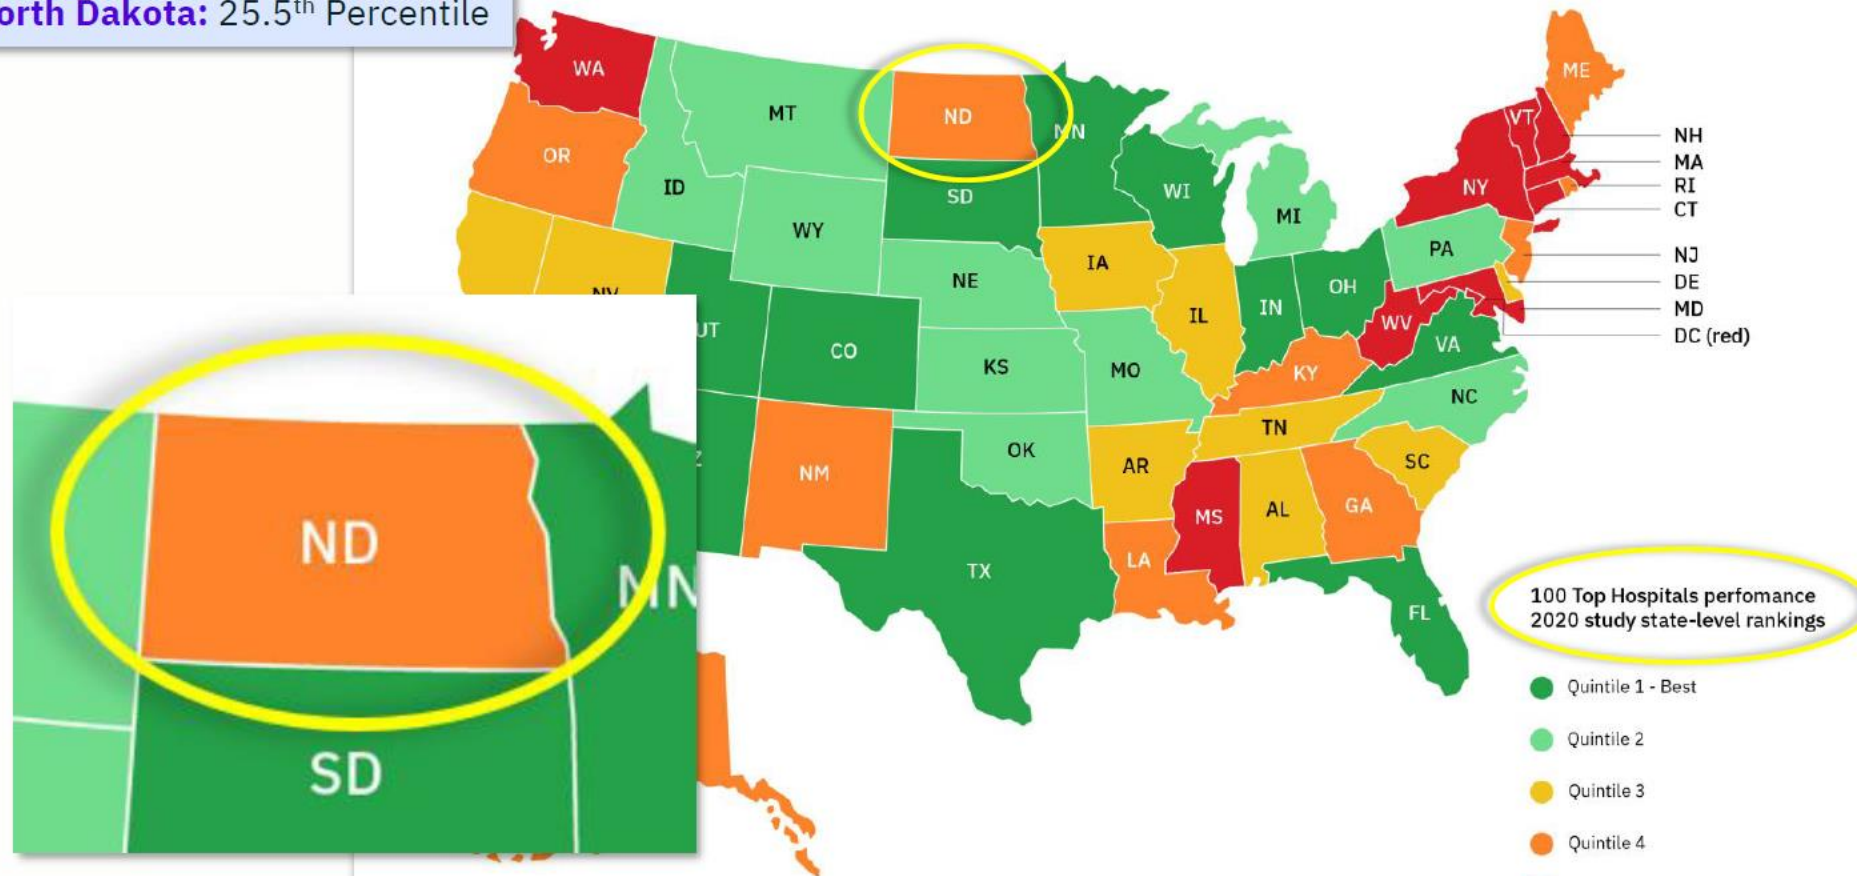 orth Dakota: 25.5th Percentile
WA
MT
ND
MN
ME
VT
NH
MA
RI
CT
OR
ID
SD
WI
NY
MI
WY
PA
NJ
DE
MD
DC (red)
NE
IA
IL
IN
OH
WV
VA
NV
UT
CO
KS
MO
KY
NC
TN
OK
AR
SC
NM
MS
AL
GA
LA
TX
FL
ND
MN
SD
100 Top Hospitals perfomance
2020 study state-level rankings
Quintile 1 - Best
Quintile 2
Quintile 3
Quintile 4